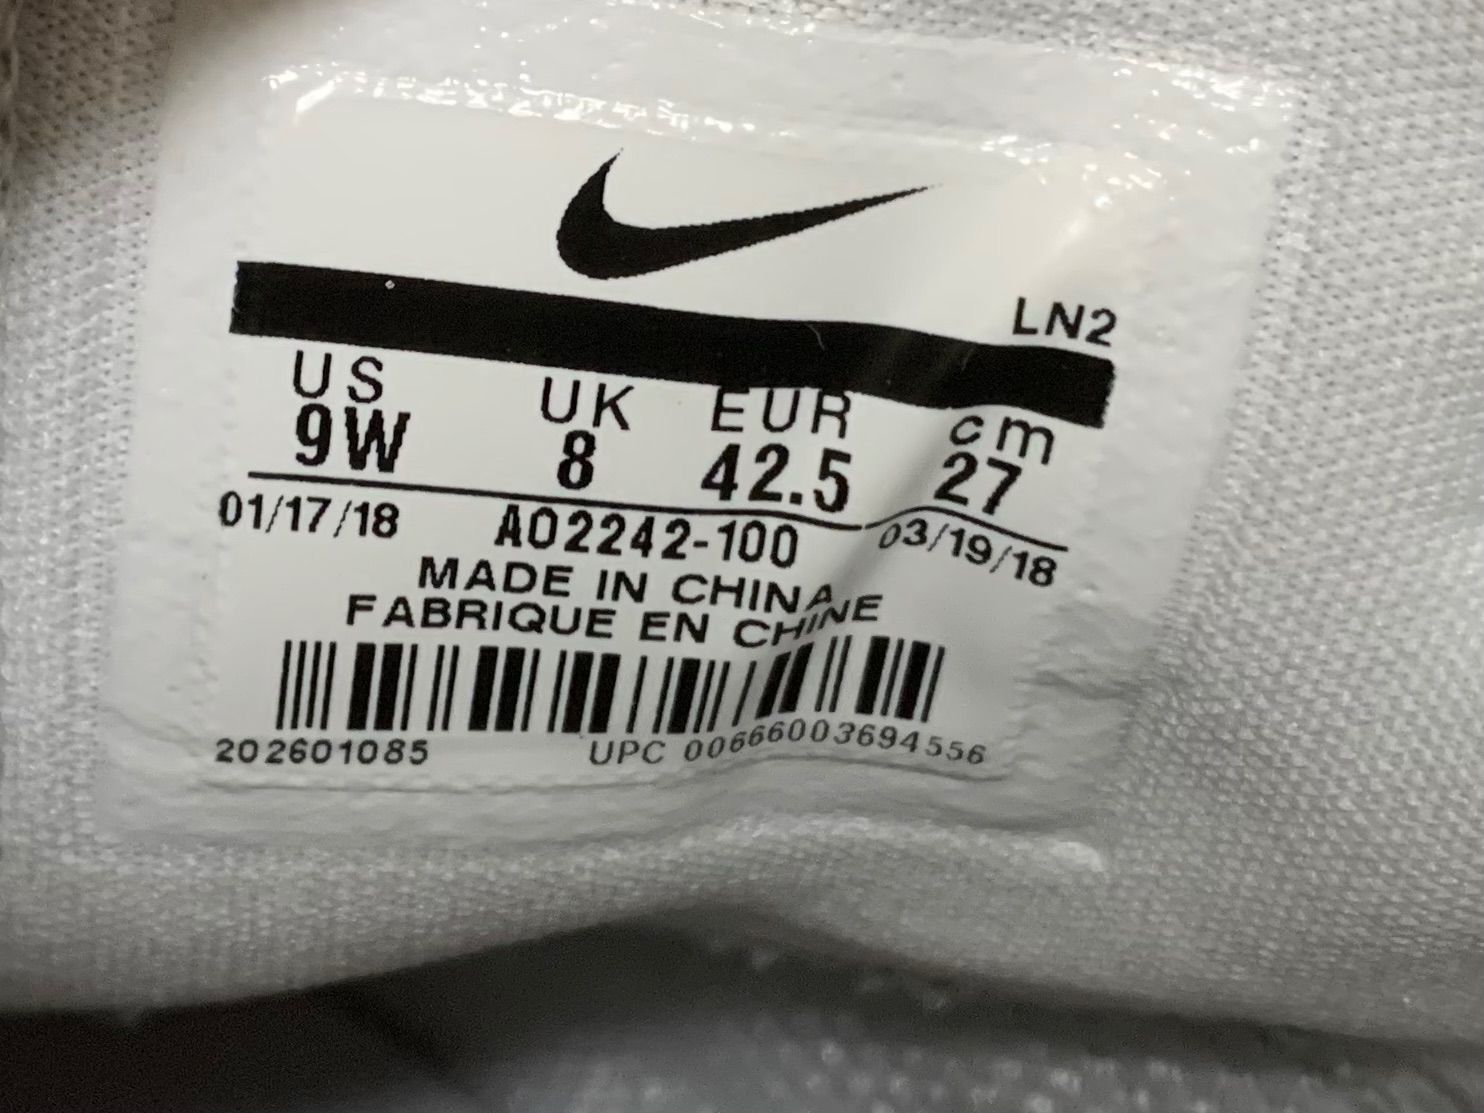 LN2
US UK EUR cm
9W 8 42.5 27
01/17/18 AO2242-100 03/19/18
MADE IN CHINA
FABRIQUE EN CHINE
202601085 UPC 00666003694556